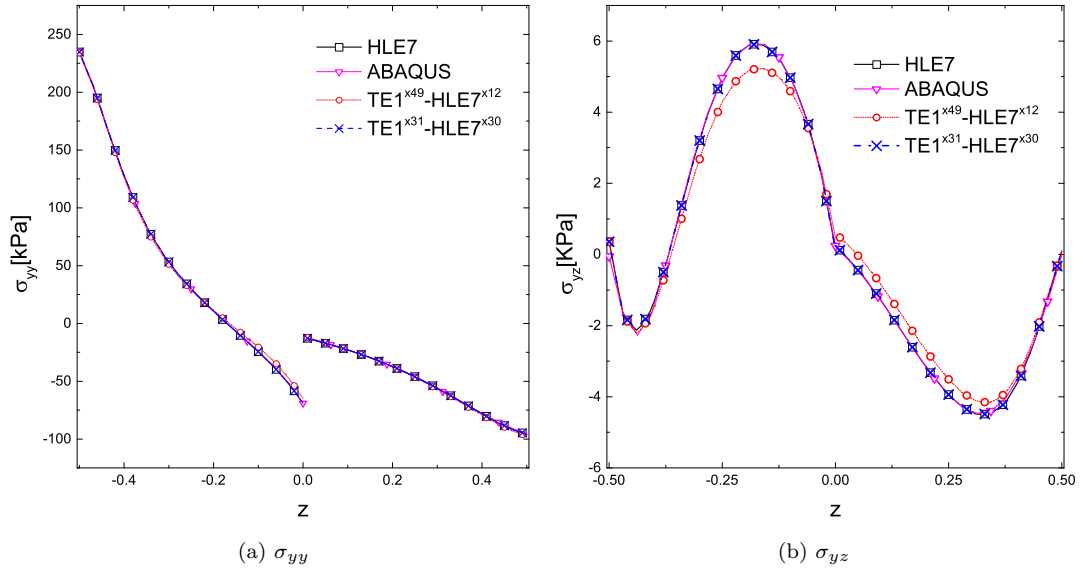 250
200
150
100
50
0
-50
-100
σyy[kPa]
-0.4 -0.2 0.0 0.2 0.4
z
HLE7
ABAQUS
TE1x49-HLE7x12
TE1x31-HLE7x30
(a) σyy
6
4
2
0
-2
-4
-6
σyz[KPa]
-0.50 -0.25 0.00 0.25 0.50
z
HLE7
ABAQUS
TE1x49-HLE7x12
TE1x31-HLE7x30
(b) σyz